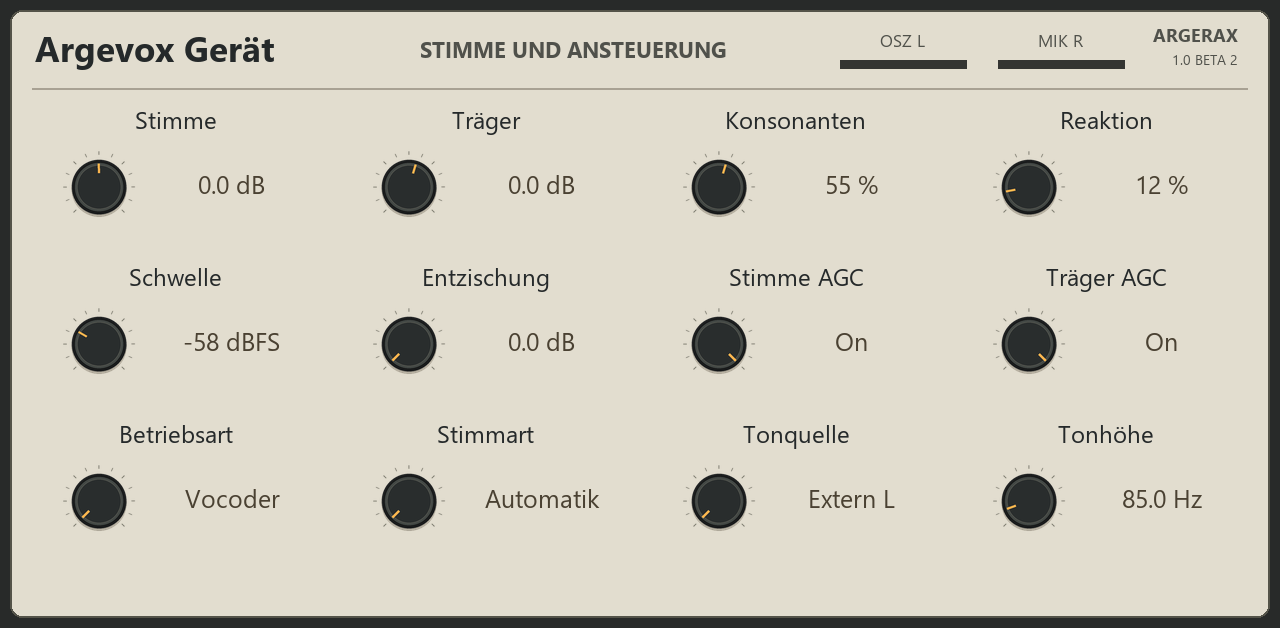 Argevox Gerät
STIMME UND ANSTEUERUNG
OSZ L
MIK R
ARGERAX
1.0 BETA 2
Stimme
Träger
Konsonanten
Reaktion
0.0 dB
0.0 dB
55 %
12 %
Schwelle
Entzischung
Stimme AGC
Träger AGC
-58 dBFS
0.0 dB
On
On
Betriebsart
Stimmart
Tonquelle
Tonhöhe
Vocoder
Automatik
Extern L
85.0 Hz